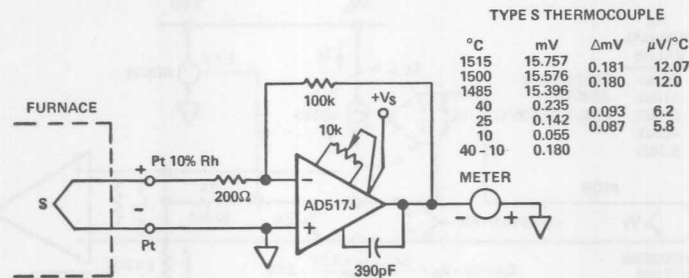 TYPE S THERMOCOUPLE
°C mV ΔmV μV/°C
1515 15.757
0.181 12.07
1500 15.576
0.180 12.0
1485 15.396
40 0.235
0.093 6.2
25 0.142
0.087 5.8
10 0.055
40 - 10 0.180
100k
+VS
FURNACE
10k
+ Pt 10% Rh
METER
S
200Ω
−
AD517J
- +
-
+
Pt
390pF